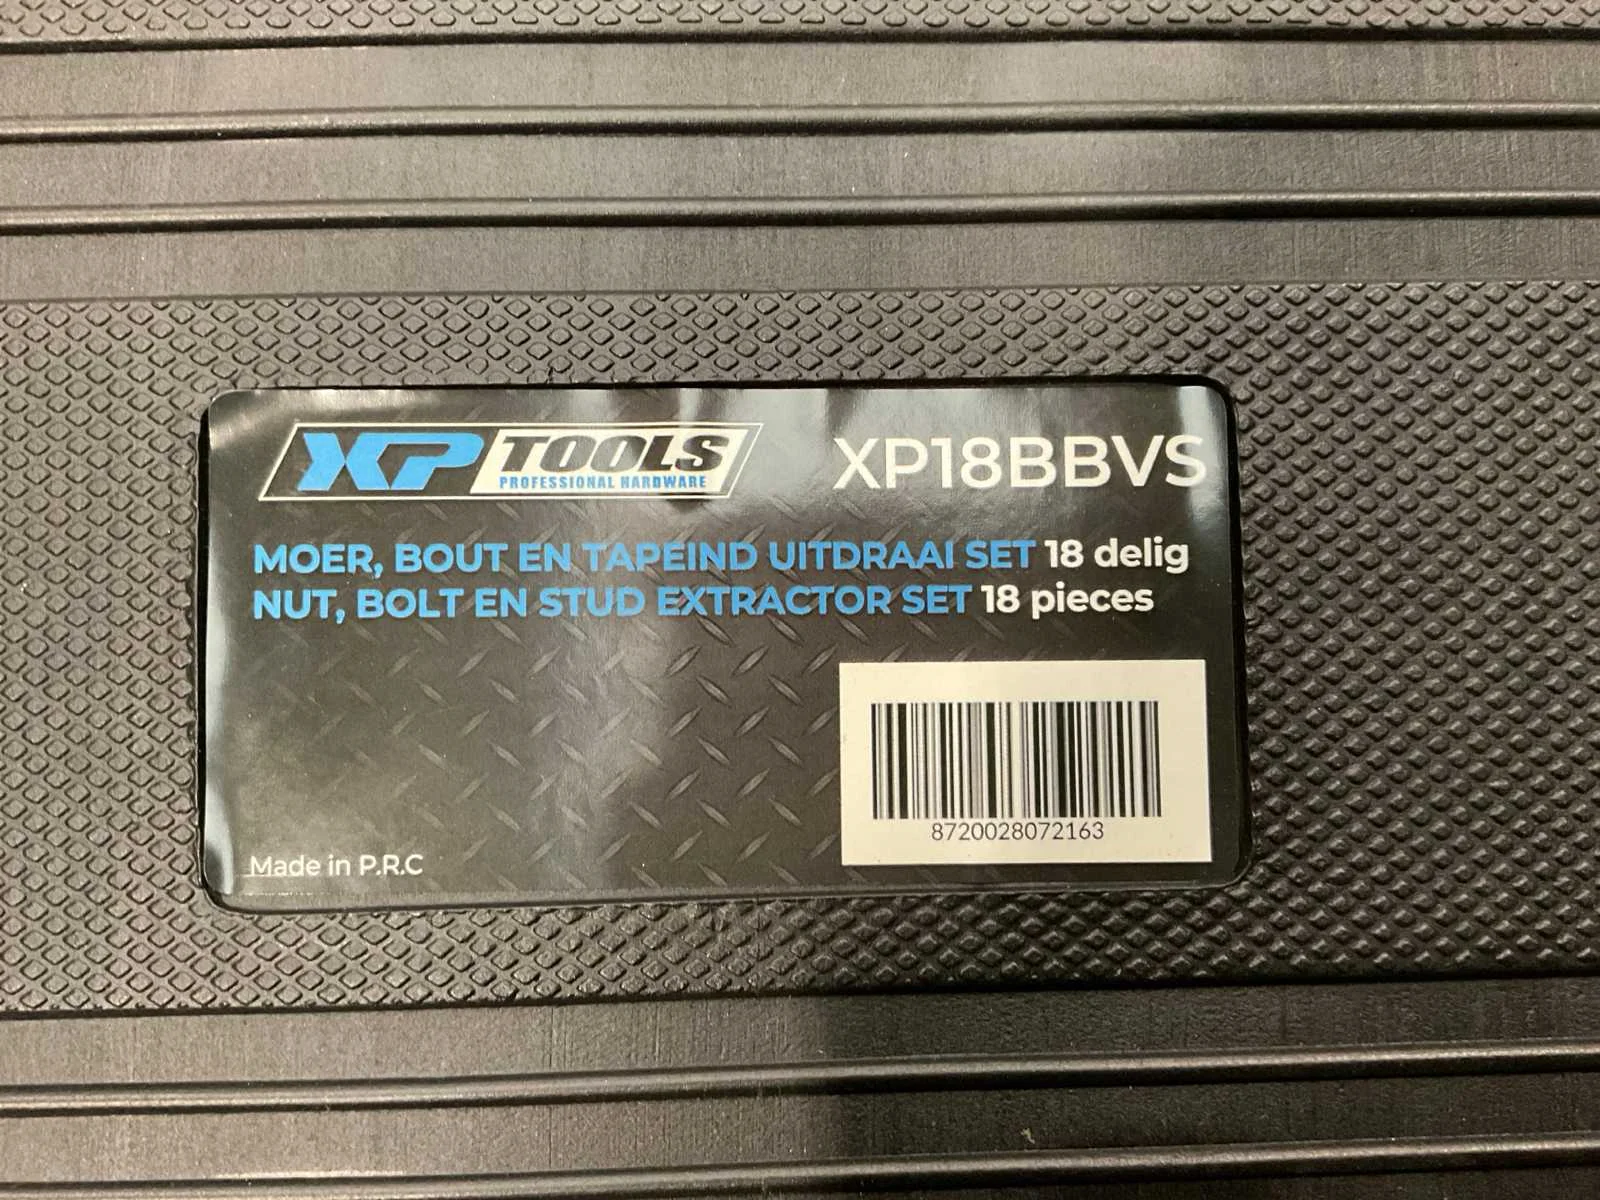 XP TOOLS
PROFESSIONAL HARDWARE
XP18BBVS
MOER, BOUT EN TAPEIND UITDRAAI SET 18 delig
NUT, BOLT EN STUD EXTRACTOR SET 18 pieces
8720028072163
Made in P.R.C